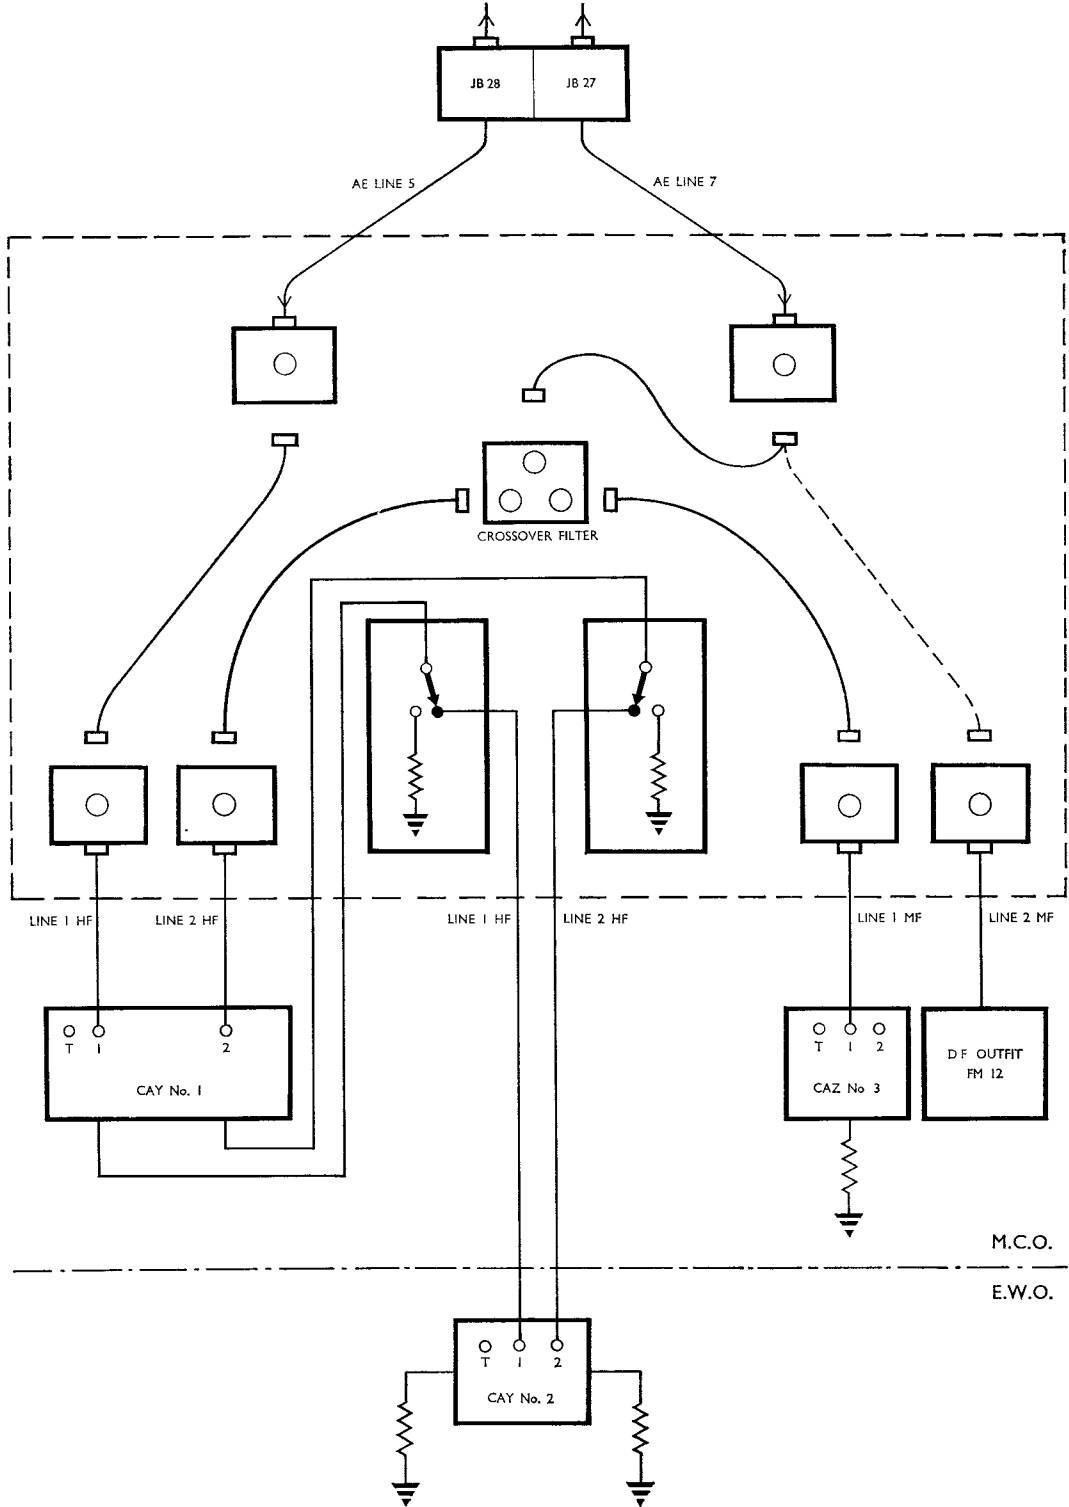 JB 28
JB 27
AE LINE 5
AE LINE 7
CROSSOVER FILTER
LINE 1 HF
LINE 2 HF
LINE 1 HF
LINE 2 HF
LINE 1 MF
LINE 2 MF
T 1 2
CAY No. 1
T 1 2
CAZ No 3
DF OUTFIT
FM 12
M.C.O.
E.W.O.
T 1 2
CAY No. 2